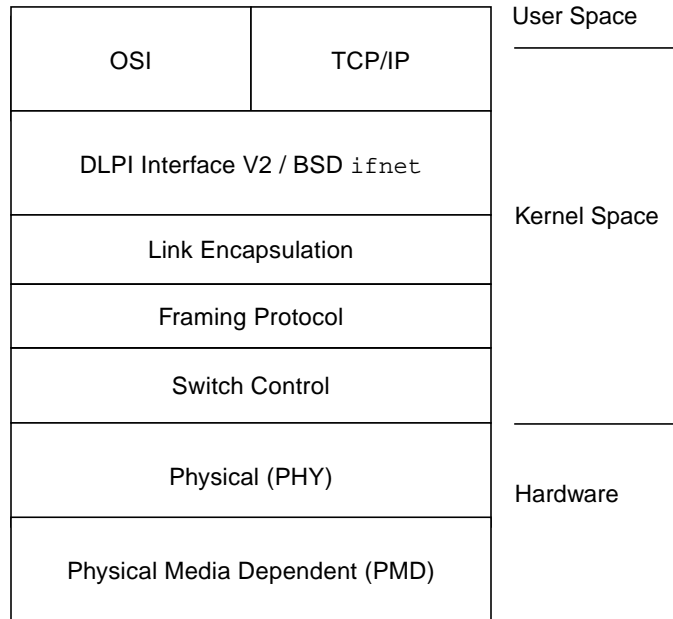 User Space
OSI
TCP/IP
DLPI Interface V2 / BSD ifnet
Kernel Space
Link Encapsulation
Framing Protocol
Switch Control
Physical (PHY)
Hardware
Physical Media Dependent (PMD)